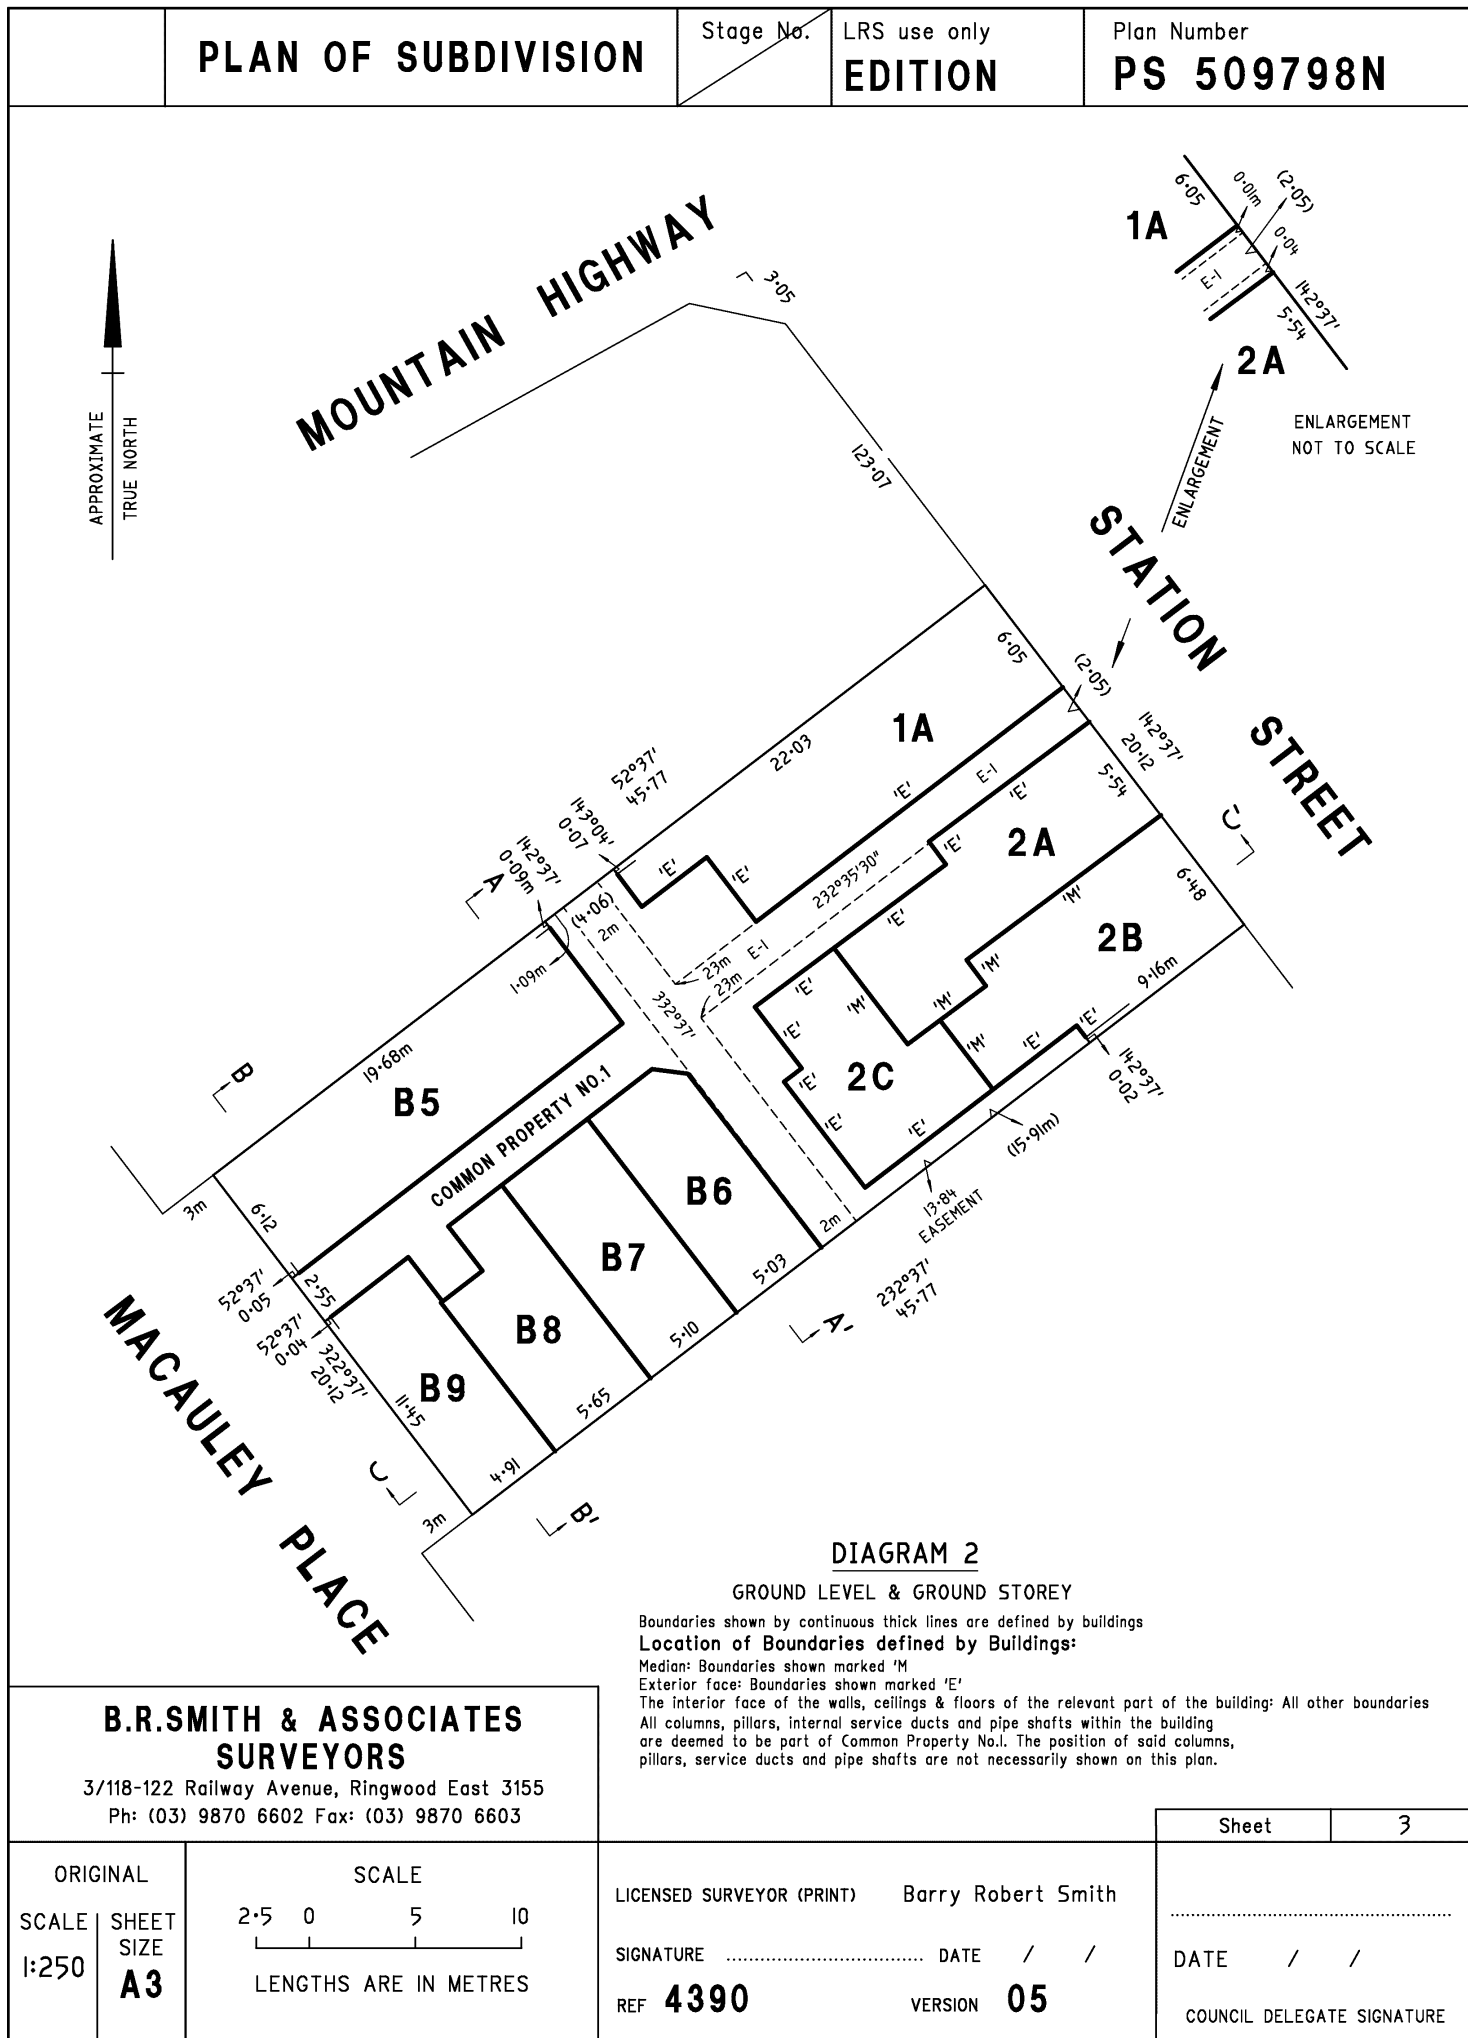 PLAN OF SUBDIVISION
Stage No.
LRS use only
EDITION
Plan Number
PS 509798N
MOUNTAIN HIGHWAY
3·05
123·07
APPROXIMATE
TRUE NORTH
6·05
0·01m
(2·05)
1A
0·04
E-1
142°37'
5·54
2A
ENLARGEMENT
NOT TO SCALE
ENLARGEMENT
STATION STREET
6·05
(2·05)
142°37'
20·12
5·54
6·48
C'
1A
22·03
52°37'
45·77
143°04'
0·07
142°37'
0·09m
A
'E'
'E'
'E'
E-1
'E'
2A
'E'
232°35'30"
(4·06)
2m
23m
E-1
23m
332°37'
1·09m
'E'
'M'
2B
'M'
'M'
9·16m
'E'
'M'
'E'
'E'
'E'
'M'
'E'
2C
'E'
'E'
142°37'
0·02
(15·91m)
13·84
EASEMENT
2m
232°37'
45·77
A'
B
19·68m
B5
COMMON PROPERTY NO.1
B6
B7
B8
B9
3m
6·12
52°37'
0·05
2·55
52°37'
0·04
322°37'
20·12
11·45
5·03
5·10
5·65
4·91
C
3m
B'
MACAULEY PLACE
DIAGRAM 2
GROUND LEVEL & GROUND STOREY
Boundaries shown by continuous thick lines are defined by buildings
Location of Boundaries defined by Buildings:
Median: Boundaries shown marked 'M
Exterior face: Boundaries shown marked 'E'
The interior face of the walls, ceilings & floors of the relevant part of the building: All other boundaries
All columns, pillars, internal service ducts and pipe shafts within the building
are deemed to be part of Common Property No.1. The position of said columns,
pillars, service ducts and pipe shafts are not necessarily shown on this plan.
B.R.SMITH & ASSOCIATES
SURVEYORS
3/118-122 Railway Avenue, Ringwood East 3155
Ph: (03) 9870 6602 Fax: (03) 9870 6603
Sheet 3
ORIGINAL
SCALE
1:250
SHEET
SIZE
A3
SCALE
2·5 0 5 10
LENGTHS ARE IN METRES
LICENSED SURVEYOR (PRINT) Barry Robert Smith
SIGNATURE ............................ DATE / /
REF 4390 VERSION 05
........................................
DATE / /
COUNCIL DELEGATE SIGNATURE